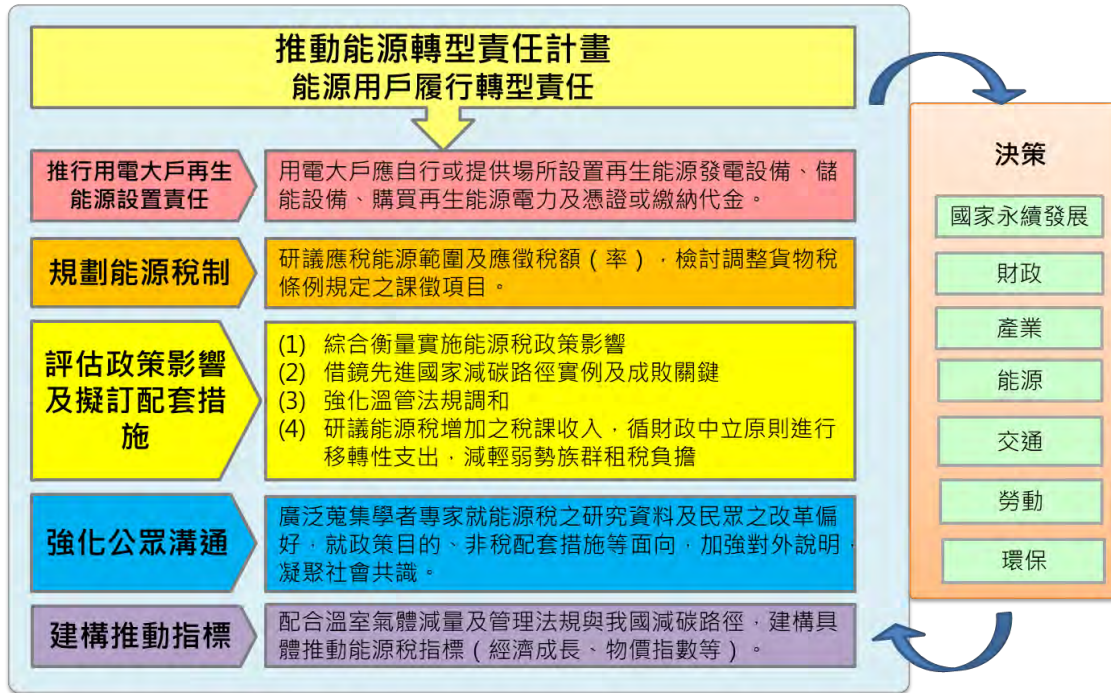 推動能源轉型責任計畫
能源用戶履行轉型責任
推行用電大戶再生
能源設置責任
用電大戶應自行或提供場所設置再生能源發電設備、儲
能設備、購買再生能源電力及憑證或繳納代金。
規劃能源稅制
研議應稅能源範圍及應徵稅額（率），檢討調整貨物稅
條例規定之課徵項目。
評估政策影響
及擬訂配套措
施
(1) 綜合衡量實施能源稅政策影響
(2) 借鏡先進國家減碳路徑實例及成敗關鍵
(3) 強化溫管法規調和
(4) 研議能源稅增加之稅課收入，循財政中立原則進行
移轉性支出，減輕弱勢族群租稅負擔
強化公眾溝通
廣泛蒐集學者專家就能源稅之研究資料及民眾之改革偏
好，就政策目的、非稅配套措施等面向，加強對外說明，
凝聚社會共識。
建構推動指標
配合溫室氣體減量及管理法規與我國減碳路徑，建構具
體推動能源稅指標（經濟成長、物價指數等）。
決策
國家永續發展
財政
產業
能源
交通
勞動
環保